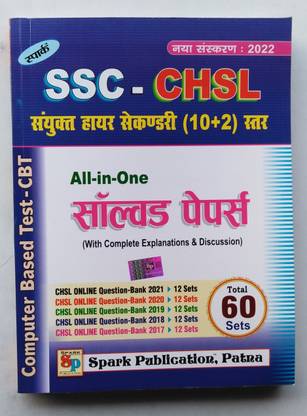 स्पार्क
नया संस्करण : 2022
SSC - CHSL
संयुक्त हायर सेकण्डरी (10+2) स्तर
Computer Based Test - CBT
All-in-One
सॉल्वड पेपर्स
(With Complete Explanations & Discussion)
CHSL ONLINE Question-Bank 2021 ➧ 12 Sets
CHSL ONLINE Question-Bank 2020 ➧ 12 Sets
CHSL ONLINE Question-Bank 2019 ➧ 12 Sets
CHSL ONLINE Question-Bank 2018 ➧ 12 Sets
CHSL ONLINE Question-Bank 2017 ➧ 12 Sets
Total
60
Sets
SPARK
SP
Spark Publication, Patna